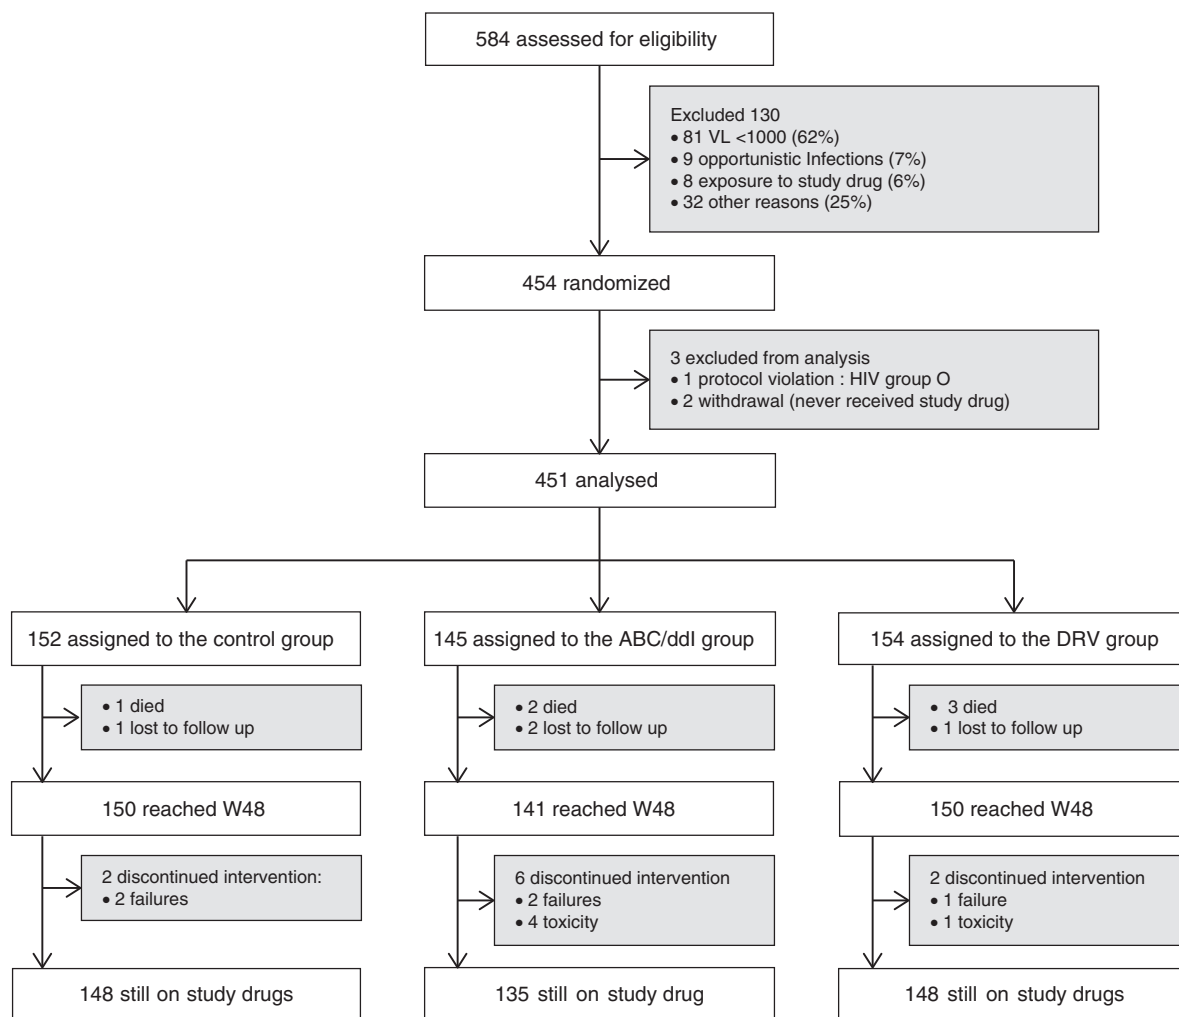 584 assessed for eligibility
Excluded 130
• 81 VL <1000 (62%)
• 9 opportunistic Infections (7%)
• 8 exposure to study drug (6%)
• 32 other reasons (25%)
454 randomized
3 excluded from analysis
• 1 protocol violation : HIV group O
• 2 withdrawal (never received study drug)
451 analysed
152 assigned to the control group
145 assigned to the ABC/ddI group
154 assigned to the DRV group
• 1 died
• 1 lost to follow up
• 2 died
• 2 lost to follow up
• 3 died
• 1 lost to follow up
150 reached W48
141 reached W48
150 reached W48
2 discontinued intervention:
• 2 failures
6 discontinued intervention
• 2 failures
• 4 toxicity
2 discontinued intervention
• 1 failure
• 1 toxicity
148 still on study drugs
135 still on study drug
148 still on study drugs